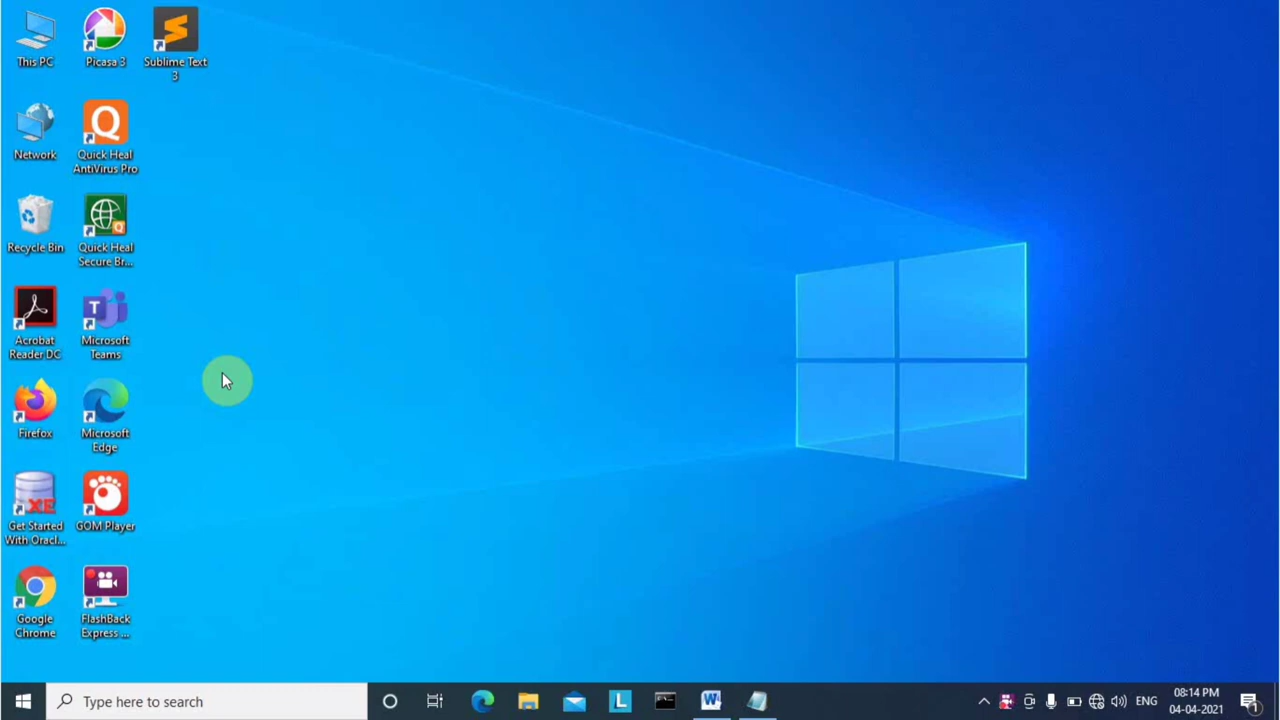 This PC
Picasa 3
Sublime Text
3
Network
Quick Heal
AntiVirus Pro
Recycle Bin
Quick Heal
Secure Br...
Acrobat
Reader DC
Microsoft
Teams
Firefox
Microsoft
Edge
XE
Get Started
With Oracl...
GOM Player
Google
Chrome
FlashBack
Express ...
Type here to search
ENG
08:14 PM
04-04-2021
1